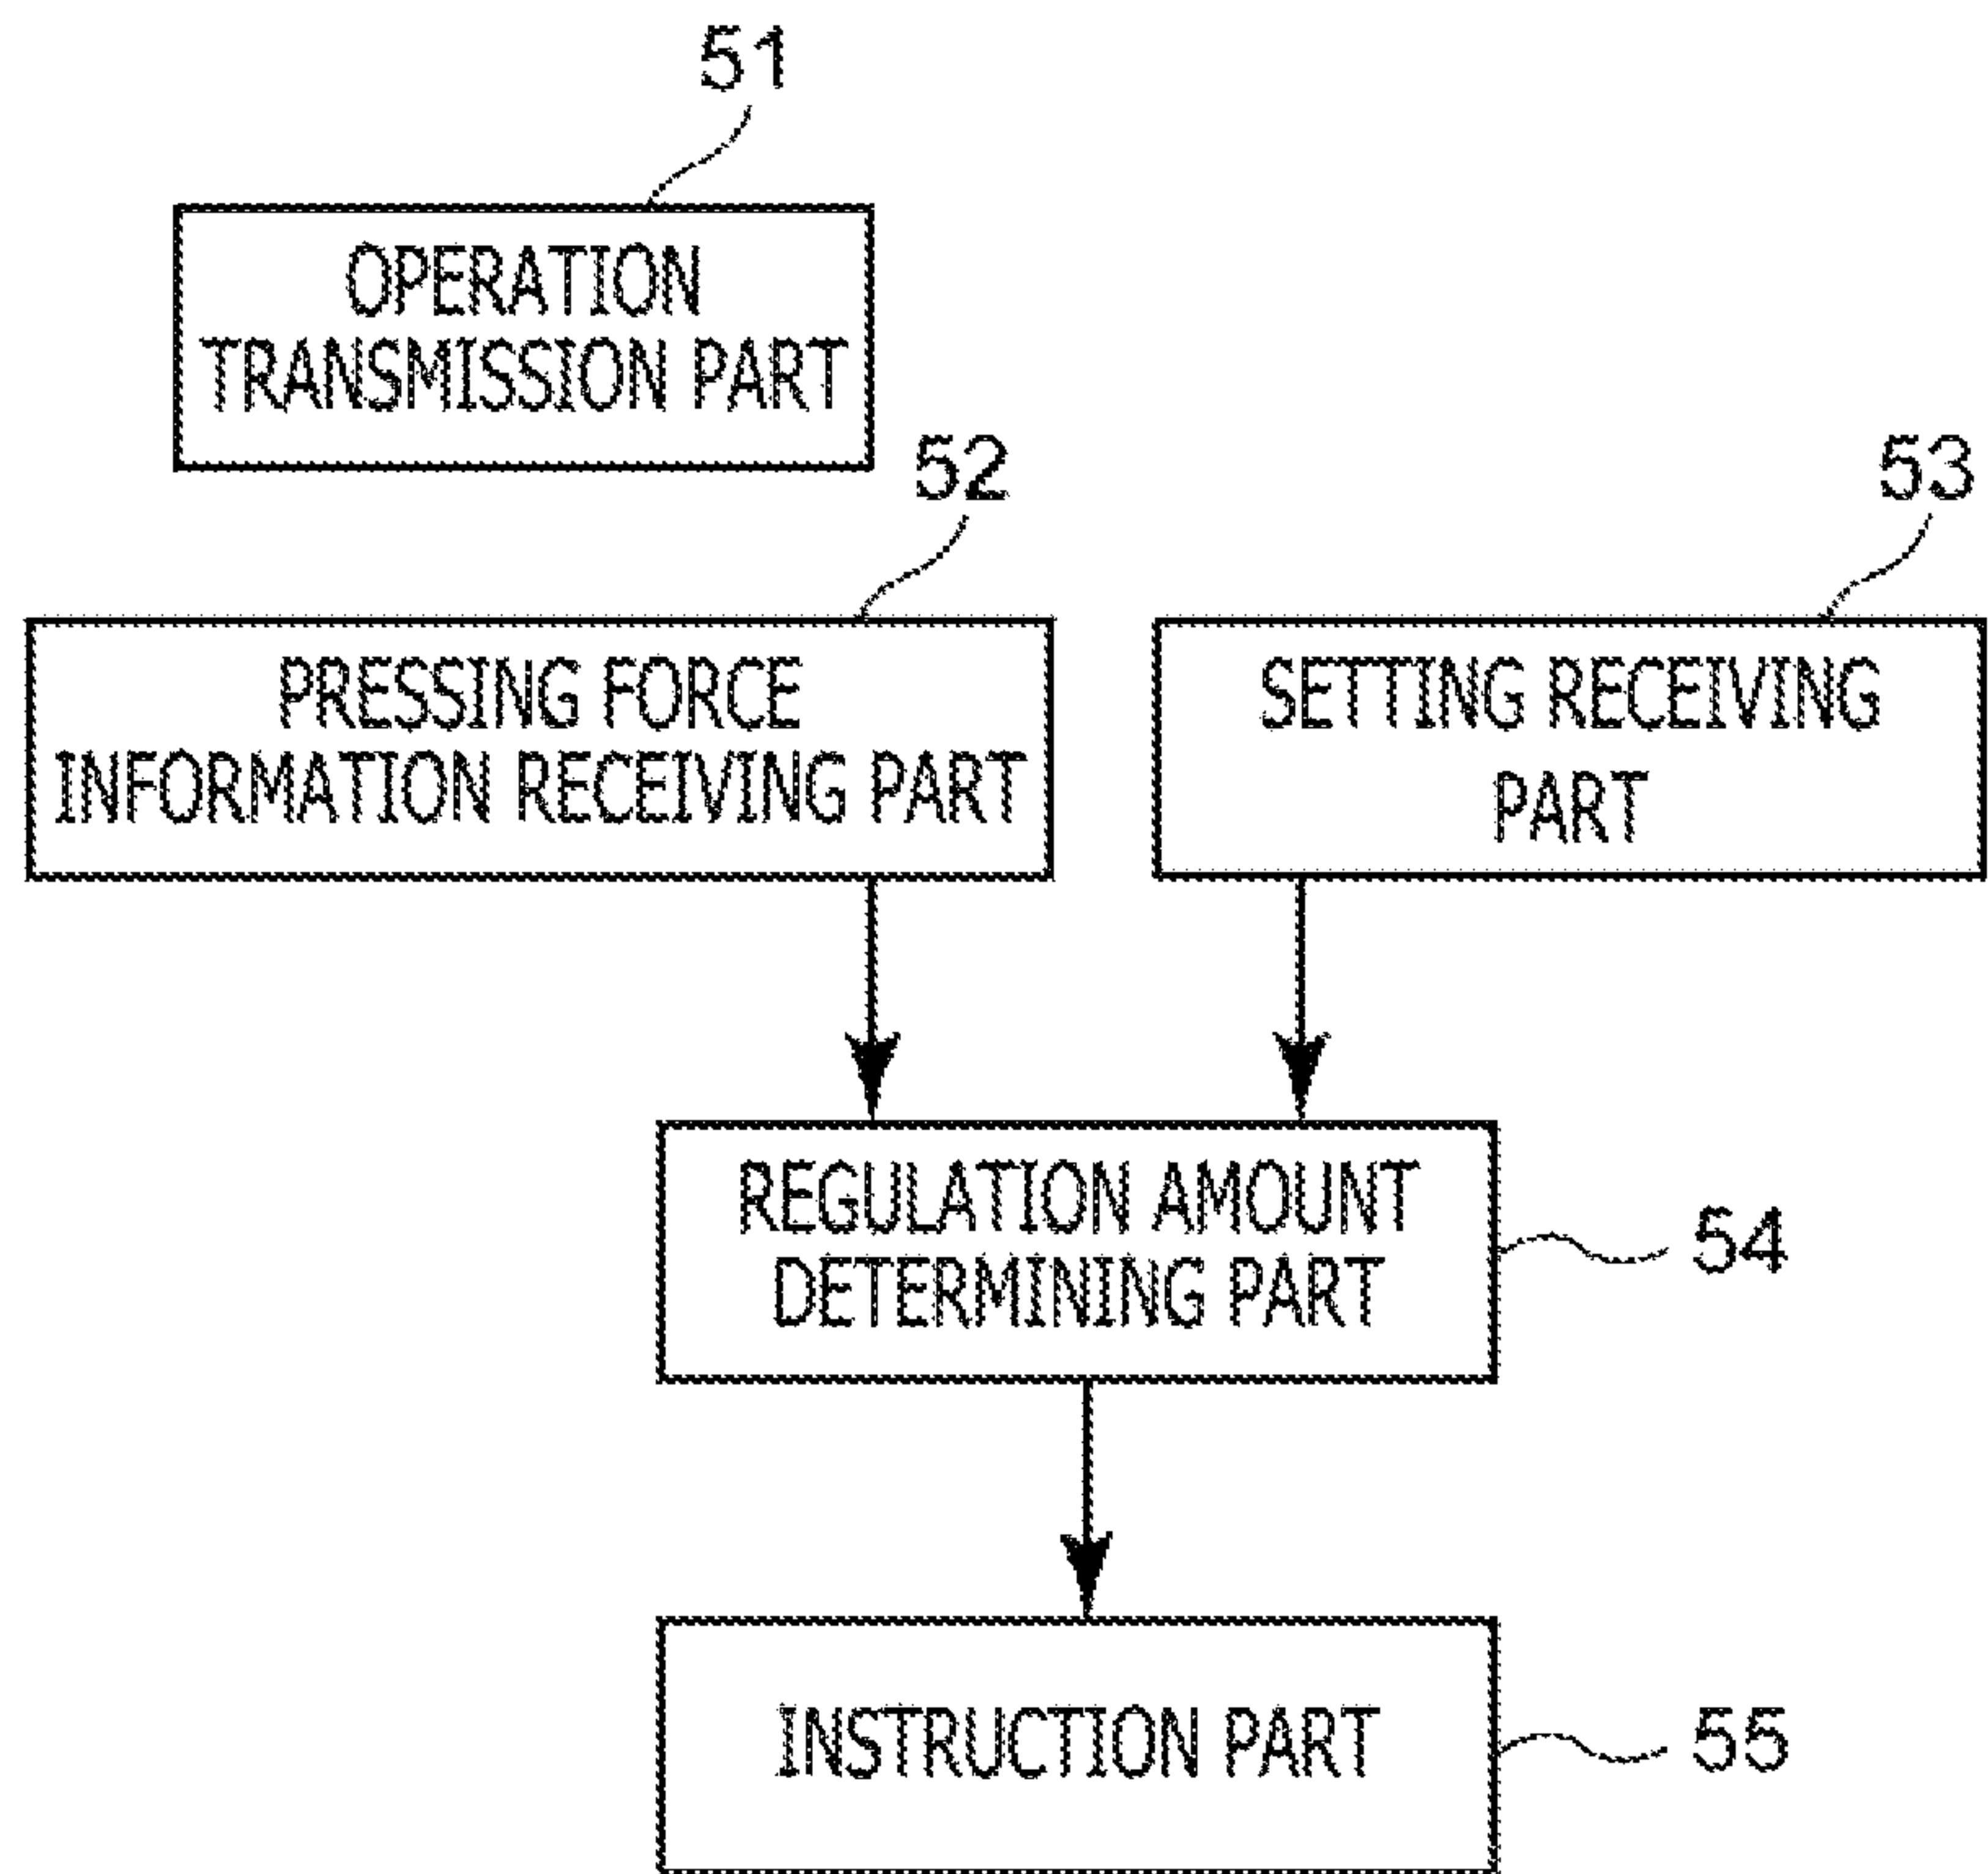 51
OPERATION
TRANSMISSION PART
52
53
PRESSING FORCE
INFORMATION RECEIVING PART
SETTING RECEIVING
PART
REGULATION AMOUNT
DETERMINING PART
54
INSTRUCTION PART
55